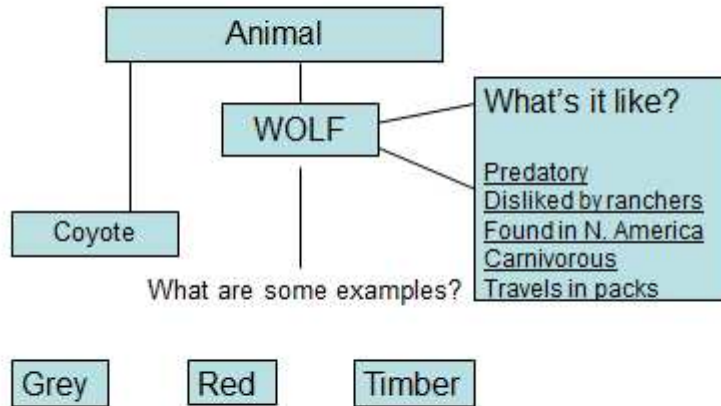 Animal
WOLF
What's it like?
Predatory
Disliked by ranchers
Found in N. America
Carnivorous
Travels in packs
Coyote
What are some examples?
Grey
Red
Timber